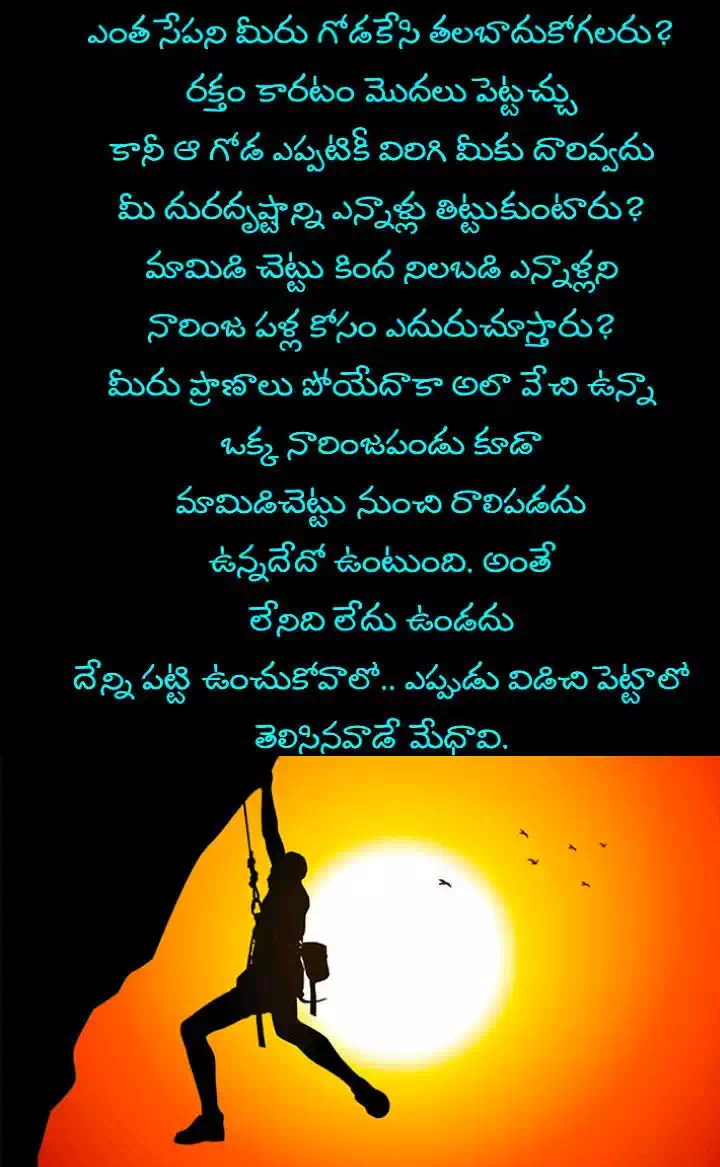 ఎంత సేపని మీరు గోడకేసి తలబాదుకోగలరు?
రక్తం కారటం మొదలు పెట్టచ్చు
కానీ ఆ గోడ ఎప్పటికీ విరిగి మీకు దారివ్వదు
మీ దురదృష్టాన్ని ఎన్నాళ్లు తిట్టుకుంటారు?
మామిడి చెట్టు కింద నిలబడి ఎన్నాళ్లని
నారింజ పళ్ల కోసం ఎదురుచూస్తారు?
మీరు ప్రాణాలు పోయేదాకా అలా వేచి ఉన్నా
ఒక్క నారింజపండు కూడా
మామిడిచెట్టు నుంచి రాలిపడదు
ఉన్నదేదో ఉంటుంది. అంతే
లేనిది లేదు ఉండదు
దేన్ని పట్టి ఉంచుకోవాలో.. ఎప్పుడు విడిచి పెట్టాలో
తెలిసినవాడే మేధావి.